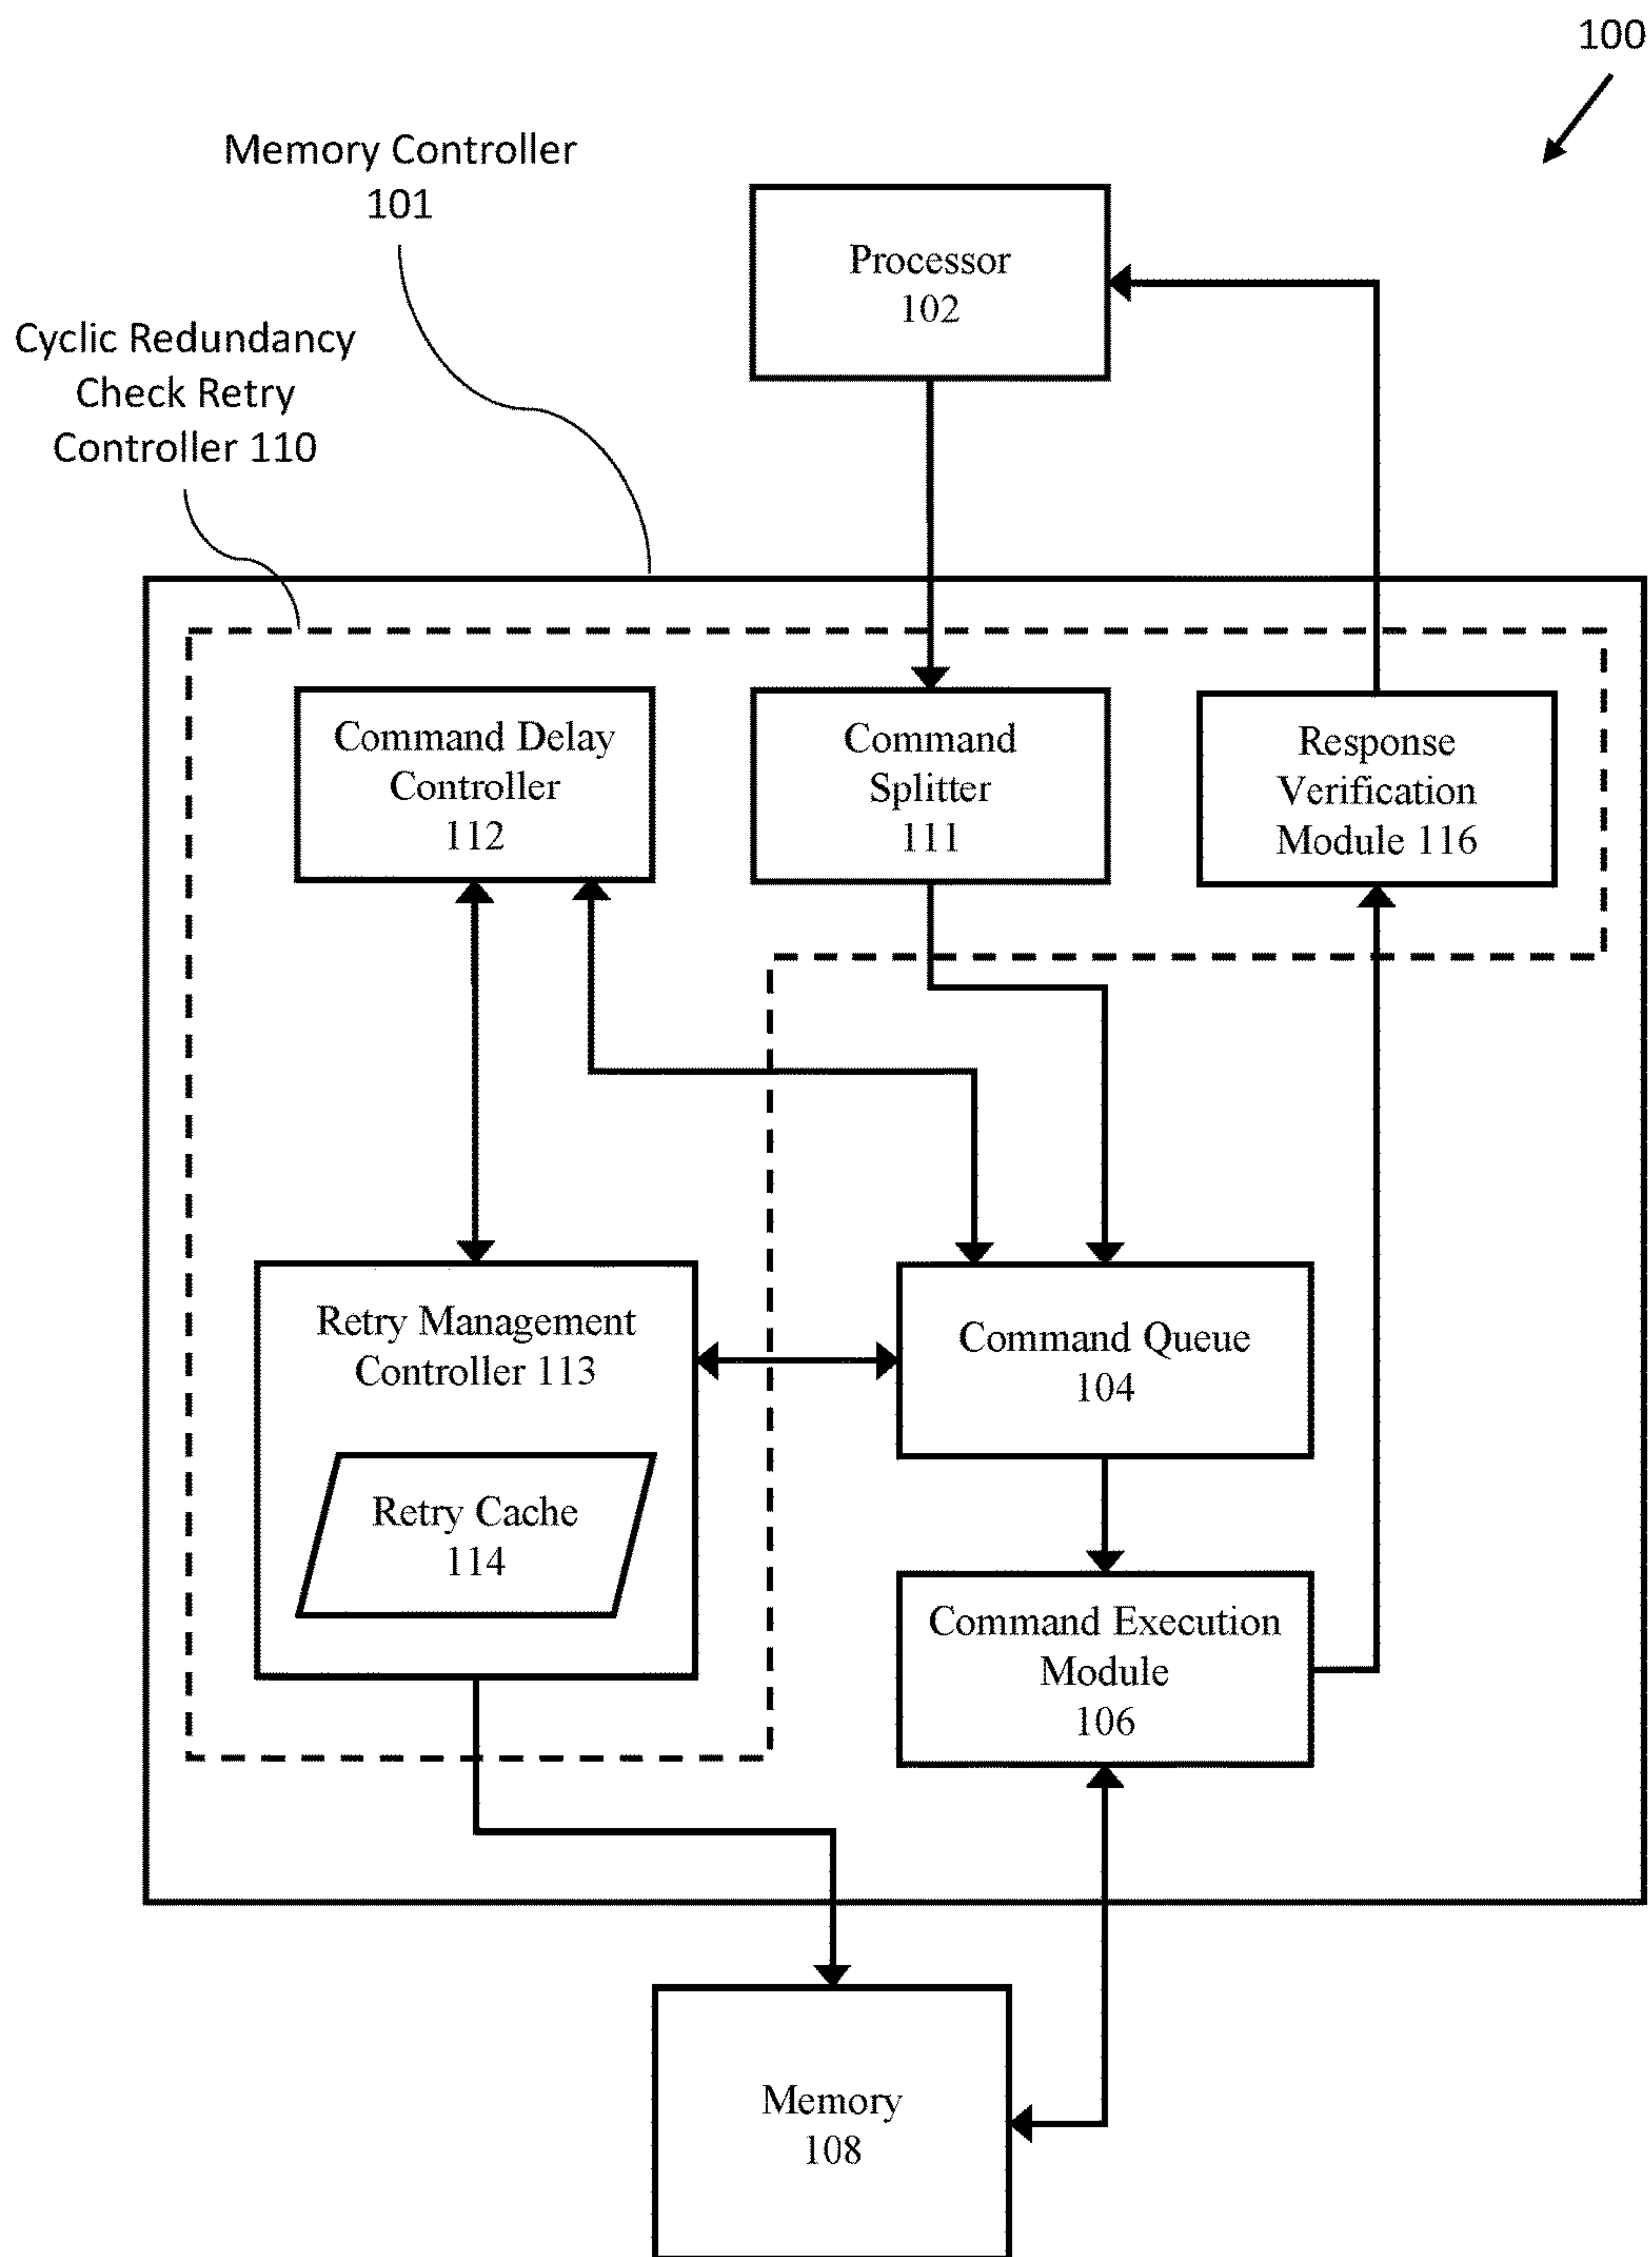 100
Memory Controller
101
Processor
102
Cyclic Redundancy
Check Retry
Controller 110
Command Delay
Controller
112
Command
Splitter
111
Response
Verification
Module 116
Retry Management
Controller 113
Retry Cache
114
Command Queue
104
Command Execution
Module
106
Memory
108